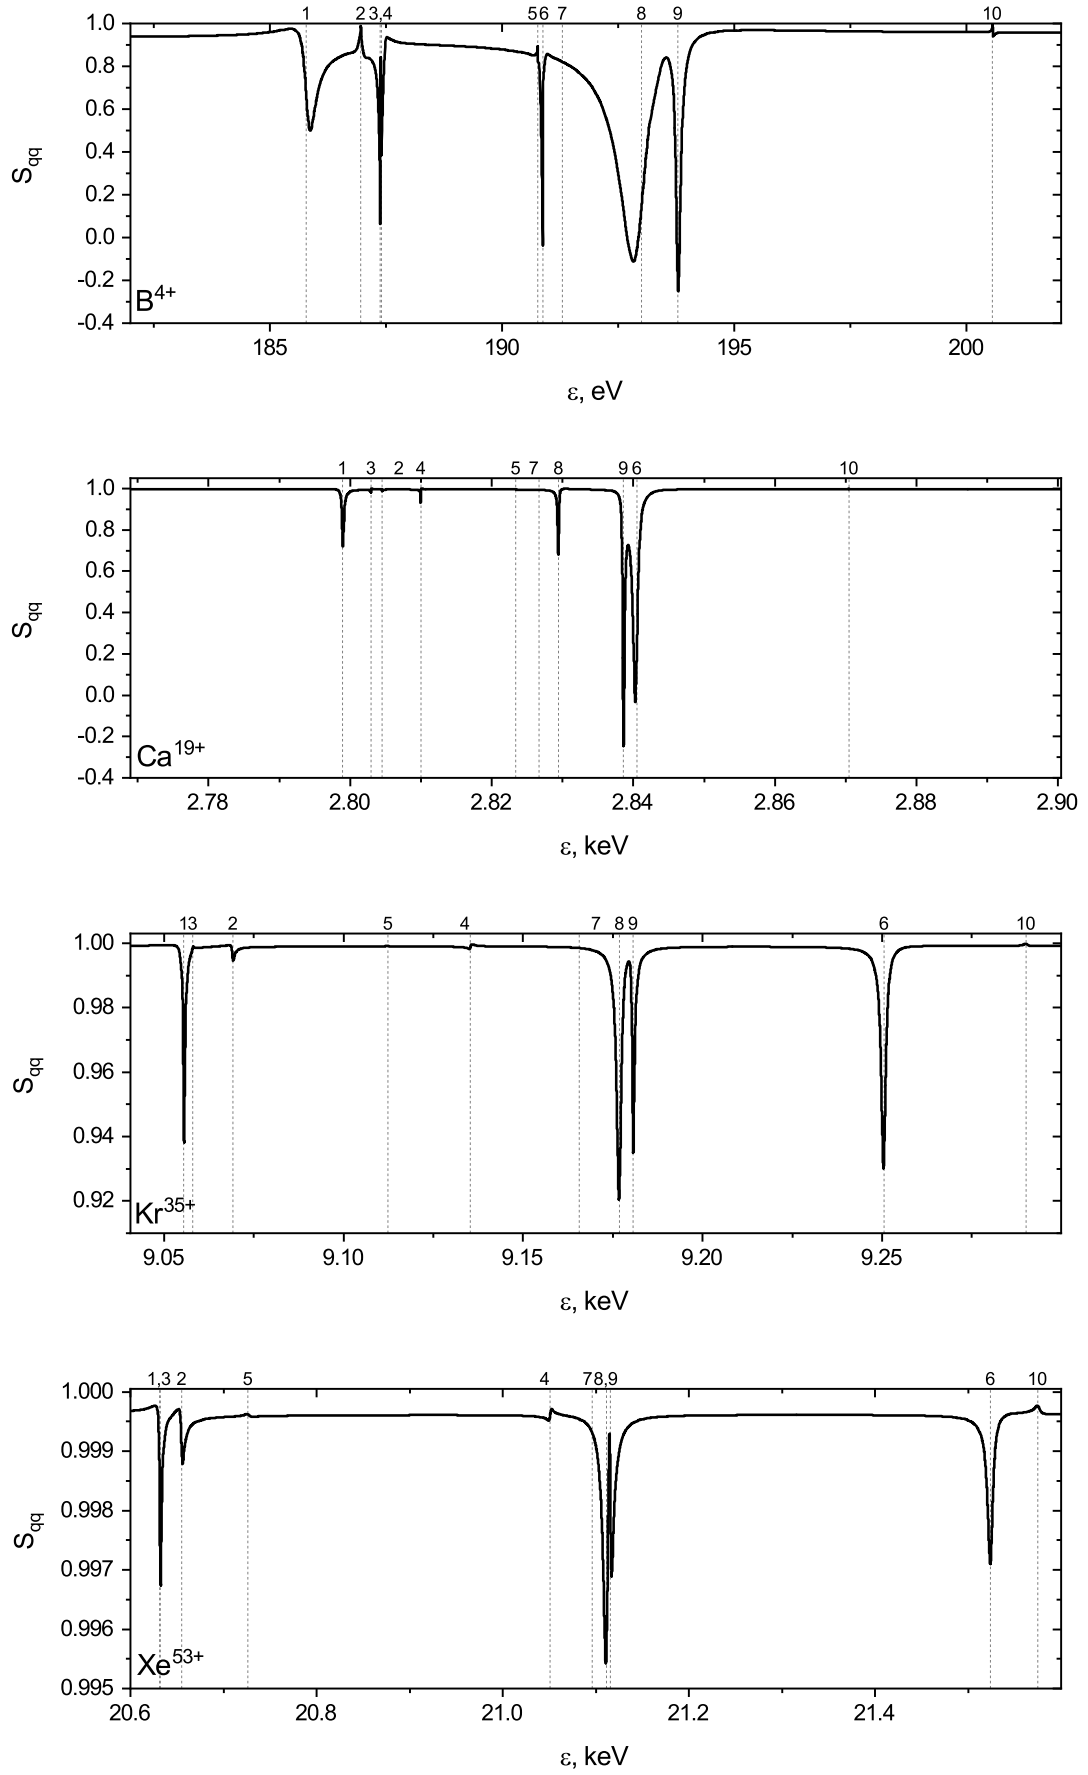 1 2 3,4 5 6 7 8 9 10
1.0
0.8
0.6
0.4
0.2
0.0
-0.2
-0.4
S_qq
B^4+
185 190 195 200
ε, eV
1 3 2 4 5 7 8 9 6 10
1.0
0.8
0.6
0.4
0.2
0.0
-0.2
-0.4
S_qq
Ca^19+
2.78 2.80 2.82 2.84 2.86 2.88 2.90
ε, keV
1 3 2 5 4 7 8 9 6 10
1.00
0.98
0.96
0.94
0.92
S_qq
Kr^35+
9.05 9.10 9.15 9.20 9.25
ε, keV
1,3 2 5 4 7 8,9 6 10
1.000
0.999
0.998
0.997
0.996
0.995
S_qq
Xe^53+
20.6 20.8 21.0 21.2 21.4
ε, keV